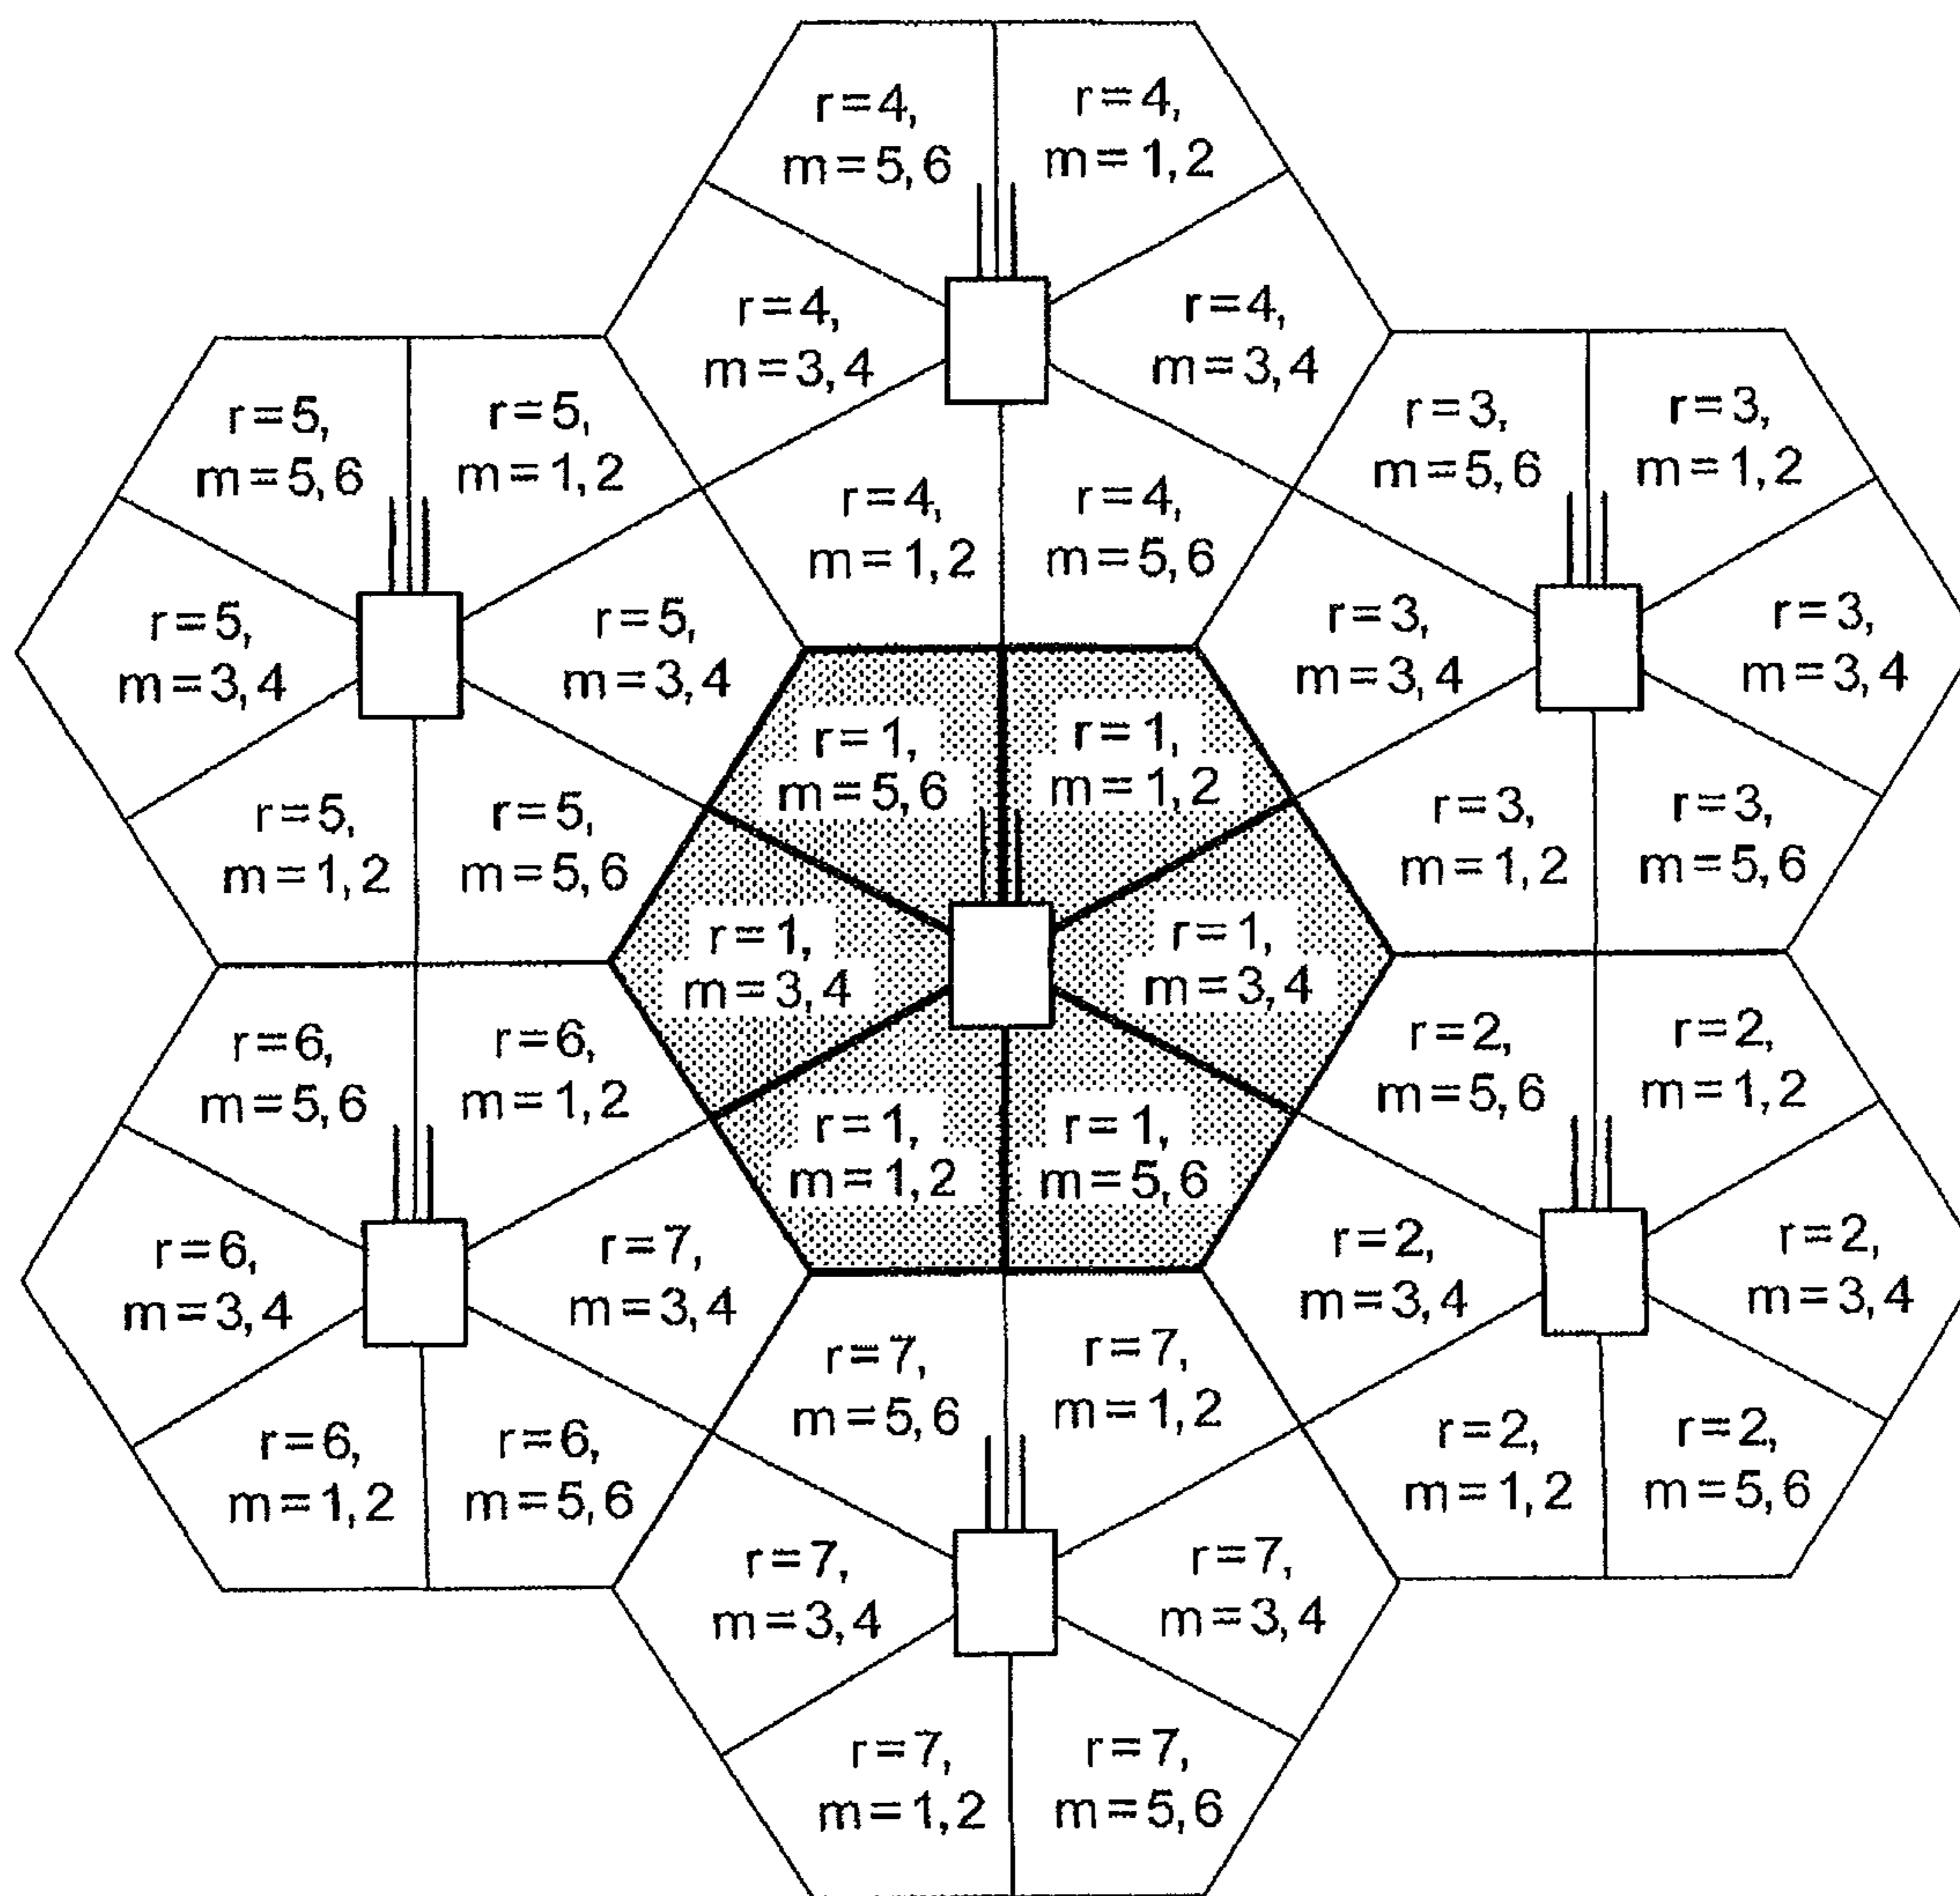 r=4,
m=5,6
r=4,
m=1,2
r=4,
m=3,4
r=4,
m=3,4
r=4,
m=1,2
r=4,
m=5,6
r=5,
m=5,6
r=5,
m=1,2
r=5,
m=3,4
r=5,
m=3,4
r=5,
m=1,2
r=5,
m=5,6
r=3,
m=5,6
r=3,
m=1,2
r=3,
m=3,4
r=3,
m=3,4
r=3,
m=1,2
r=3,
m=5,6
r=1,
m=5,6
r=1,
m=1,2
r=1,
m=3,4
r=1,
m=3,4
r=1,
m=1,2
r=1,
m=5,6
r=6,
m=5,6
r=6,
m=1,2
r=6,
m=3,4
r=7,
m=3,4
r=6,
m=1,2
r=6,
m=5,6
r=2,
m=5,6
r=2,
m=1,2
r=2,
m=3,4
r=2,
m=3,4
r=2,
m=1,2
r=2,
m=5,6
r=7,
m=5,6
r=7,
m=1,2
r=7,
m=3,4
r=7,
m=3,4
r=7,
m=1,2
r=7,
m=5,6